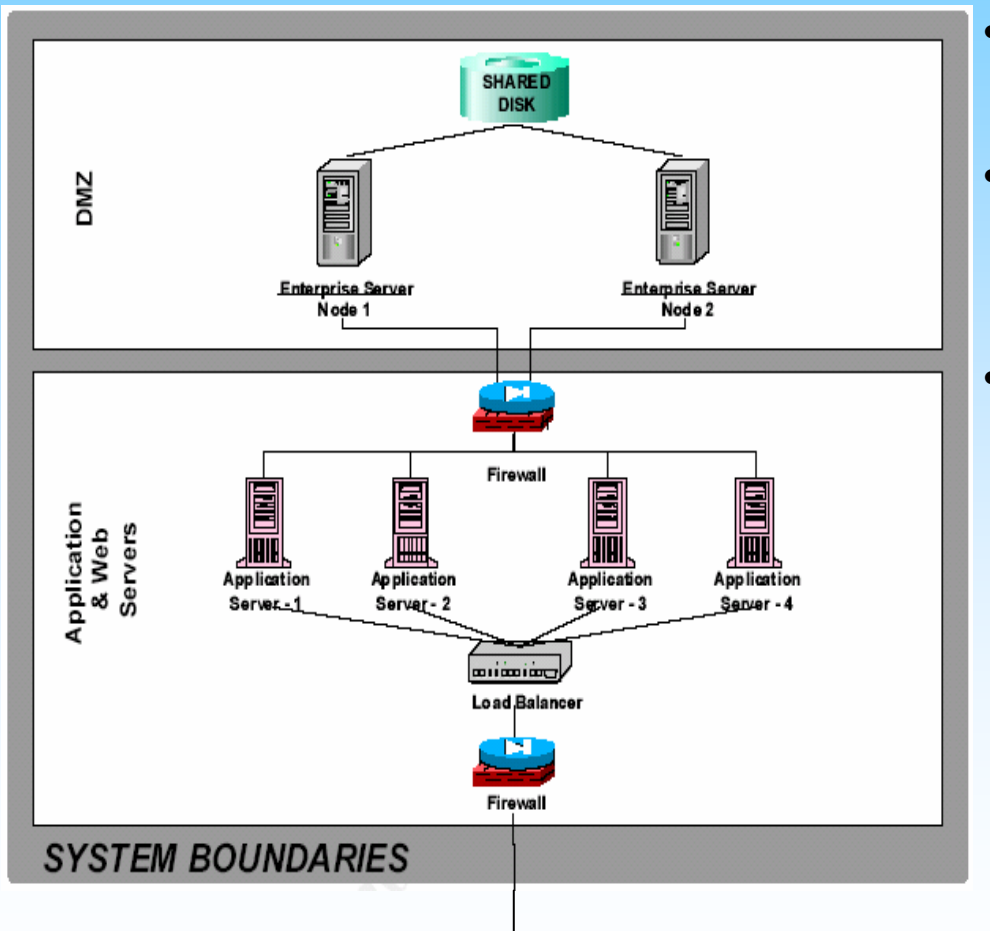 SHARED
DISK
DMZ
Enterprise Server
Node 1
Enterprise Server
Node 2
Firewall
Application
& Web
Servers
Application
Server - 1
Application
Server - 2
Application
Server - 3
Application
Server - 4
Load Balancer
Firewall
SYSTEM BOUNDARIES